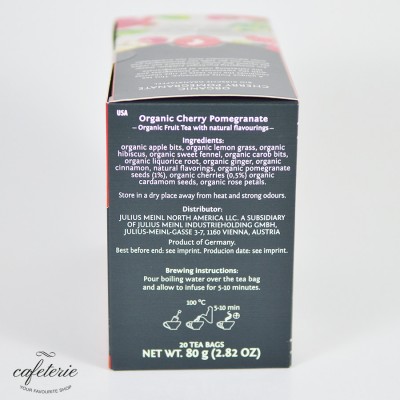 ORGANIC
CHERRY POMEGRANATE
USA
Organic Cherry Pomegranate
– Organic Fruit Tea with natural flavourings –
Ingredients:
organic apple bits, organic lemon grass, organic
hibiscus, organic sweet fennel, organic carob bits,
organic liquorice root, organic ginger, organic
cinnamon, natural flavorings, organic pomegranate
seeds (1%), organic cherries (0,5%) organic
cardamom seeds, organic rose petals.
Store in a dry place away from heat and strong odours.
Distributor:
JULIUS MEINL NORTH AMERICA LLC. A SUBSIDIARY
OF JULIUS MEINL INDUSTRIEHOLDING GMBH,
JULIUS-MEINL-GASSE 3-7, 1160 VIENNA, AUSTRIA
Product of Germany.
Best before end: see imprint. Producion date: see imprint.
Brewing Instructions:
Pour boiling water over the tea bag
and allow to infuse for 5-10 minutes.
100 °C
5-10 min
20 TEA BAGS
NET WT. 80 g (2.82 OZ)
cafeterie
YOUR FAVOURITE SHOP